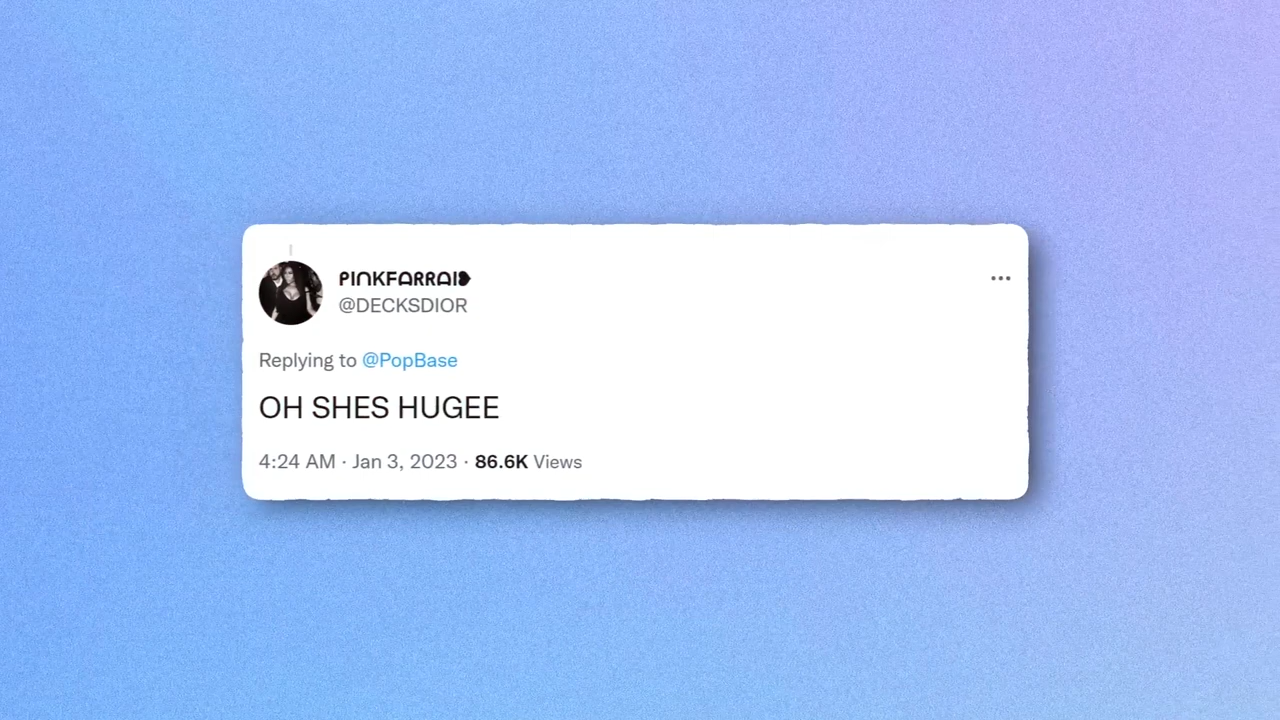 PINKFARRAI❥
@DECKSDIOR
Replying to @PopBase
OH SHES HUGEE
4:24 AM · Jan 3, 2023 · 86.6K Views